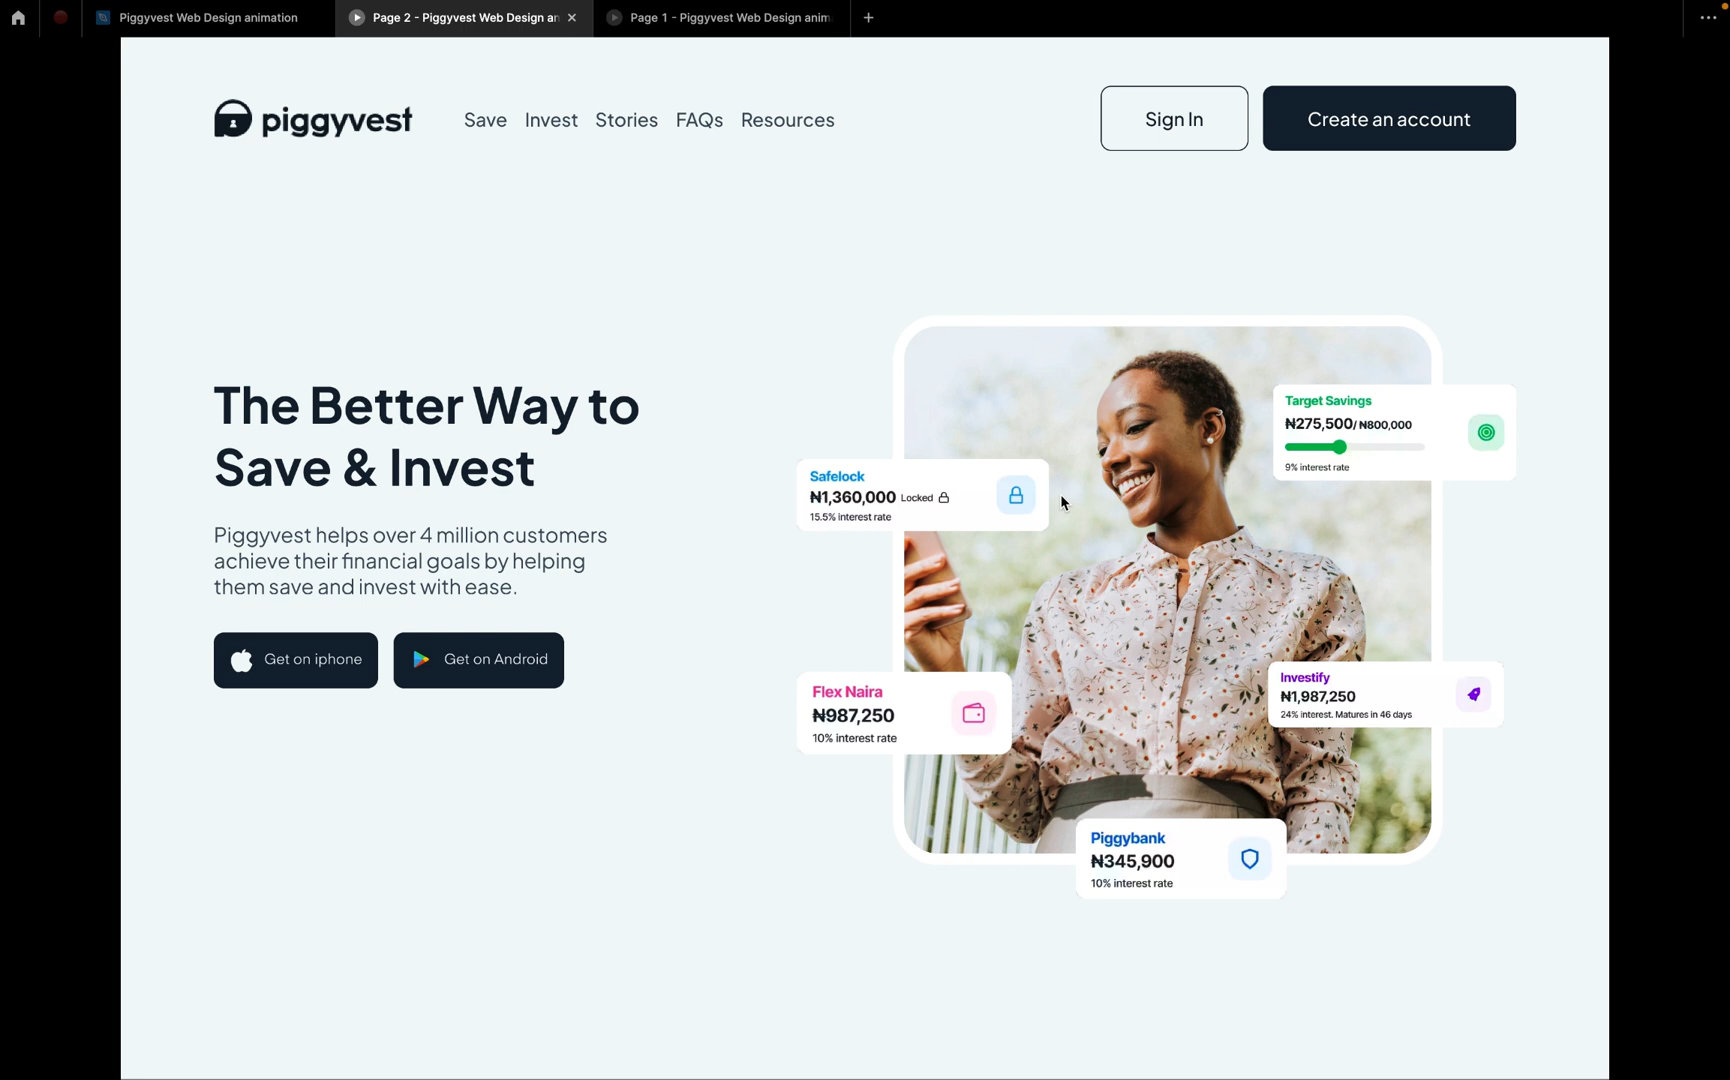 Piggyvest Web Design animation
Page 2 - Piggyvest Web Design an
Page 1 - Piggyvest Web Design anim
piggyvest
Save
Invest
Stories
FAQs
Resources
Sign In
Create an account
The Better Way to
Save & Invest
Piggyvest helps over 4 million customers
achieve their financial goals by helping
them save and invest with ease.
Get on iphone
Get on Android
Target Savings
₦275,500/ ₦800,000
9% interest rate
Safelock
₦1,360,000 Locked
15.5% interest rate
Flex Naira
₦987,250
10% interest rate
Investify
₦1,987,250
24% interest. Matures in 46 days
Piggybank
₦345,900
10% interest rate